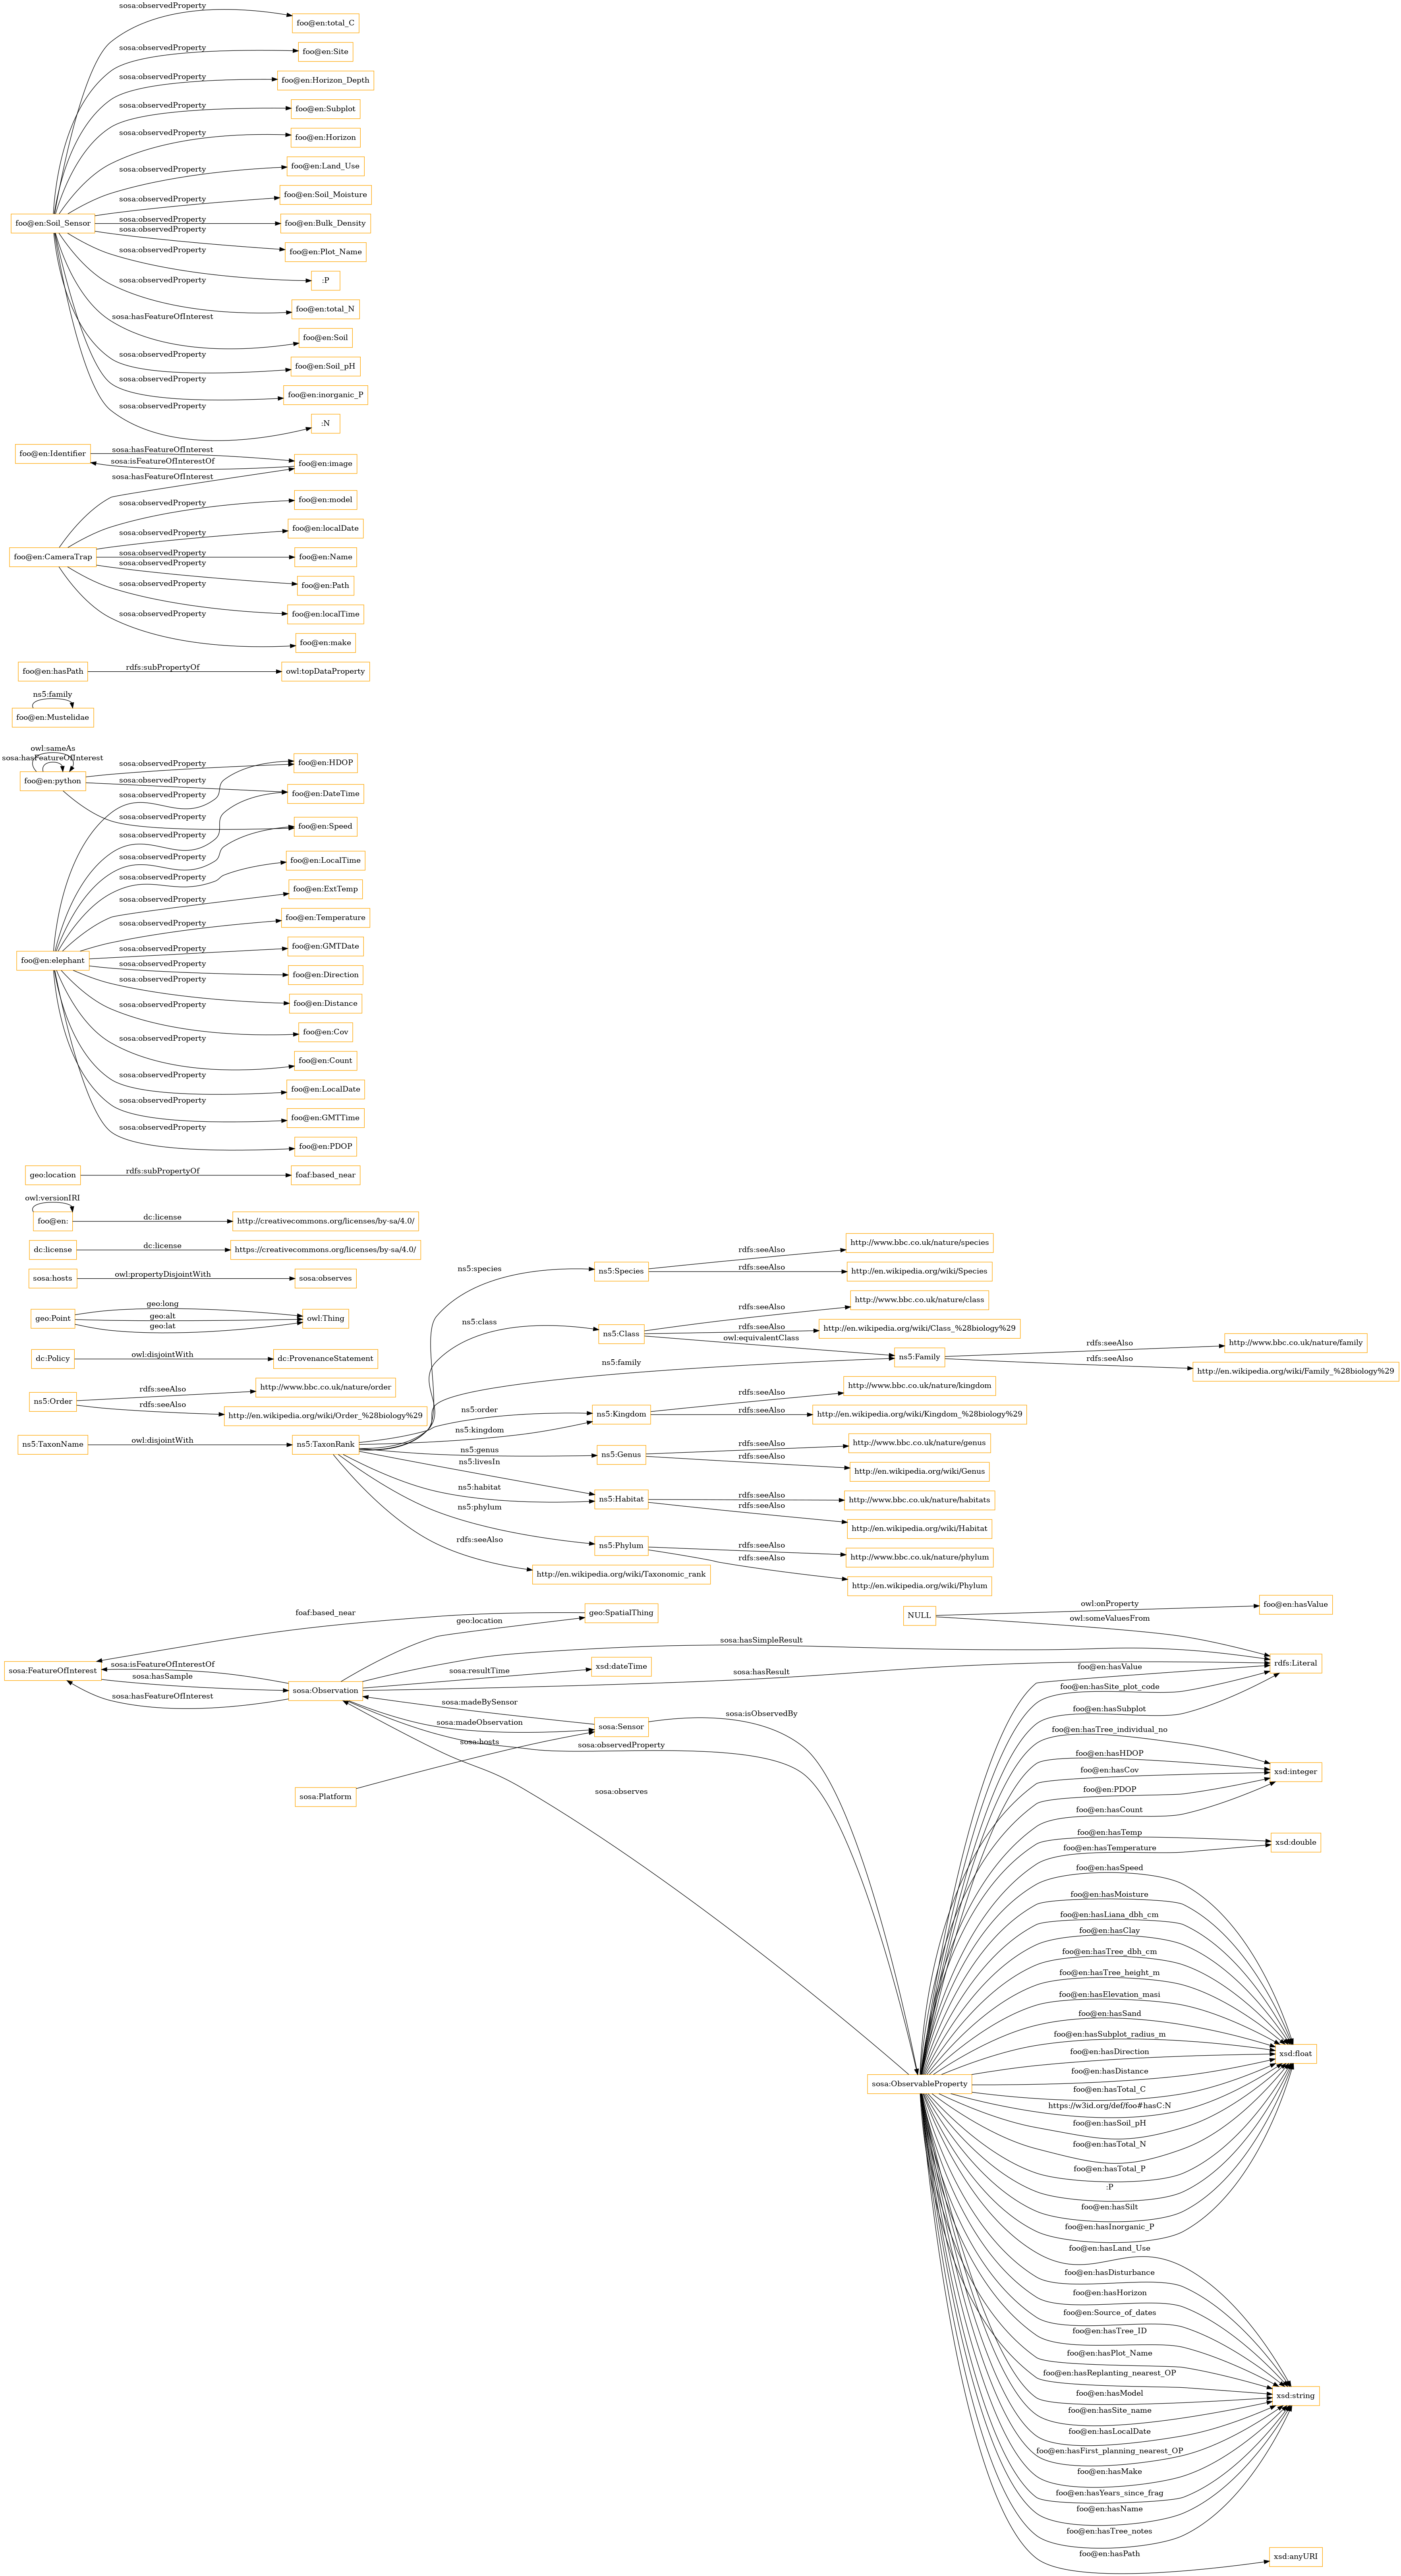 sosa:observedProperty
foo@en:total_C
sosa:observedProperty
foo@en:Site
sosa:observedProperty
foo@en:Horizon_Depth
sosa:observedProperty
foo@en:Subplot
sosa:observedProperty
foo@en:Horizon
sosa:observedProperty
foo@en:Land_Use
sosa:observedProperty
foo@en:Soil_Moisture
foo@en:Soil_Sensor
sosa:observedProperty
foo@en:Bulk_Density
sosa:observedProperty
foo@en:Plot_Name
sosa:observedProperty
:P
sosa:observedProperty
foo@en:total_N
sosa:hasFeatureOfInterest
foo@en:Soil
sosa:observedProperty
foo@en:Soil_pH
sosa:observedProperty
foo@en:inorganic_P
sosa:observedProperty
:N
foo@en:Identifier
sosa:hasFeatureOfInterest
sosa:isFeatureOfInterestOf
foo@en:image
sosa:hasFeatureOfInterest
sosa:observedProperty
foo@en:model
sosa:observedProperty
foo@en:localDate
foo@en:CameraTrap
sosa:observedProperty
foo@en:Name
sosa:observedProperty
foo@en:Path
sosa:observedProperty
foo@en:localTime
sosa:observedProperty
foo@en:make
foo@en:hasPath
rdfs:subPropertyOf
owl:topDataProperty
ns5:family
foo@en:Mustelidae
owl:sameAs
sosa:hasFeatureOfInterest
foo@en:python
sosa:observedProperty
foo@en:HDOP
sosa:observedProperty
sosa:observedProperty
foo@en:DateTime
sosa:observedProperty
sosa:observedProperty
foo@en:Speed
sosa:observedProperty
sosa:observedProperty
foo@en:LocalTime
sosa:observedProperty
foo@en:ExtTemp
sosa:observedProperty
foo@en:Temperature
foo@en:elephant
sosa:observedProperty
foo@en:GMTDate
sosa:observedProperty
foo@en:Direction
sosa:observedProperty
foo@en:Distance
sosa:observedProperty
foo@en:Cov
sosa:observedProperty
foo@en:Count
sosa:observedProperty
foo@en:LocalDate
sosa:observedProperty
foo@en:GMTTime
sosa:observedProperty
foo@en:PDOP
geo:location
rdfs:subPropertyOf
foaf:based_near
owl:versionIRI
foo@en:
dc:license
http://creativecommons.org/licenses/by-sa/4.0/
dc:license
dc:license
https://creativecommons.org/licenses/by-sa/4.0/
sosa:hosts
owl:propertyDisjointWith
sosa:observes
geo:Point
geo:long
geo:alt
geo:lat
owl:Thing
dc:Policy
owl:disjointWith
dc:ProvenanceStatement
ns5:Order
rdfs:seeAlso
http://www.bbc.co.uk/nature/order
rdfs:seeAlso
http://en.wikipedia.org/wiki/Order_%28biology%29
ns5:TaxonName
owl:disjointWith
ns5:TaxonRank
ns5:species
ns5:Species
rdfs:seeAlso
http://www.bbc.co.uk/nature/species
rdfs:seeAlso
http://en.wikipedia.org/wiki/Species
ns5:class
ns5:Class
rdfs:seeAlso
http://www.bbc.co.uk/nature/class
rdfs:seeAlso
http://en.wikipedia.org/wiki/Class_%28biology%29
owl:equivalentClass
ns5:family
ns5:Family
rdfs:seeAlso
http://www.bbc.co.uk/nature/family
rdfs:seeAlso
http://en.wikipedia.org/wiki/Family_%28biology%29
ns5:order
ns5:kingdom
ns5:Kingdom
rdfs:seeAlso
http://www.bbc.co.uk/nature/kingdom
rdfs:seeAlso
http://en.wikipedia.org/wiki/Kingdom_%28biology%29
ns5:genus
ns5:Genus
rdfs:seeAlso
http://www.bbc.co.uk/nature/genus
rdfs:seeAlso
http://en.wikipedia.org/wiki/Genus
ns5:livesIn
ns5:habitat
ns5:Habitat
rdfs:seeAlso
http://www.bbc.co.uk/nature/habitats
rdfs:seeAlso
http://en.wikipedia.org/wiki/Habitat
ns5:phylum
ns5:Phylum
rdfs:seeAlso
http://www.bbc.co.uk/nature/phylum
rdfs:seeAlso
http://en.wikipedia.org/wiki/Phylum
rdfs:seeAlso
http://en.wikipedia.org/wiki/Taxonomic_rank
foaf:based_near
geo:SpatialThing
geo:location
NULL
owl:onProperty
foo@en:hasValue
owl:someValuesFrom
sosa:FeatureOfInterest
sosa:isFeatureOfInterestOf
sosa:hasSample
sosa:hasFeatureOfInterest
sosa:Observation
sosa:hasSimpleResult
sosa:resultTime
xsd:dateTime
sosa:hasResult
rdfs:Literal
sosa:madeBySensor
sosa:madeObservation
sosa:Sensor
sosa:isObservedBy
sosa:hosts
sosa:observedProperty
sosa:Platform
sosa:observes
foo@en:hasValue
foo@en:hasSite_plot_code
foo@en:hasSubplot
foo@en:hasTree_individual_no
foo@en:hasHDOP
foo@en:hasCov
xsd:integer
foo@en:PDOP
foo@en:hasCount
foo@en:hasTemp
xsd:double
foo@en:hasTemperature
foo@en:hasSpeed
foo@en:hasMoisture
foo@en:hasLiana_dbh_cm
foo@en:hasClay
foo@en:hasTree_dbh_cm
foo@en:hasTree_height_m
foo@en:hasElevation_masi
foo@en:hasSand
foo@en:hasSubplot_radius_m
foo@en:hasDirection
xsd:float
foo@en:hasDistance
sosa:ObservableProperty
foo@en:hasTotal_C
https://w3id.org/def/foo#hasC:N
foo@en:hasSoil_pH
foo@en:hasTotal_N
foo@en:hasTotal_P
:P
foo@en:hasSilt
foo@en:hasInorganic_P
foo@en:hasLand_Use
foo@en:hasDisturbance
foo@en:hasHorizon
foo@en:Source_of_dates
foo@en:hasTree_ID
foo@en:hasPlot_Name
foo@en:hasReplanting_nearest_OP
foo@en:hasModel
xsd:string
foo@en:hasSite_name
foo@en:hasLocalDate
foo@en:hasFirst_planning_nearest_OP
foo@en:hasMake
foo@en:hasYears_since_frag
foo@en:hasName
foo@en:hasTree_notes
foo@en:hasPath
xsd:anyURI